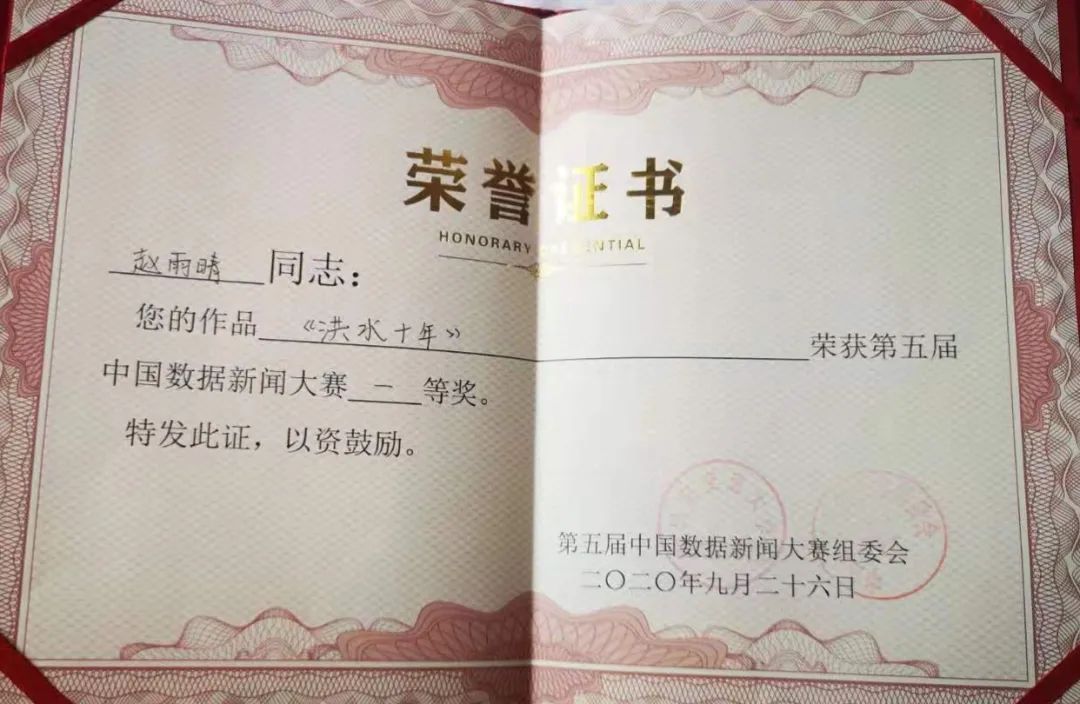 荣誉证书
HONORARY CREDENTIAL
赵雨晴 同志：
您的作品 《洪水十年》 荣获第五届
中国数据新闻大赛 一 等奖。
特发此证，以资鼓励。
第五届中国数据新闻大赛组委会
二〇二〇年九月二十六日